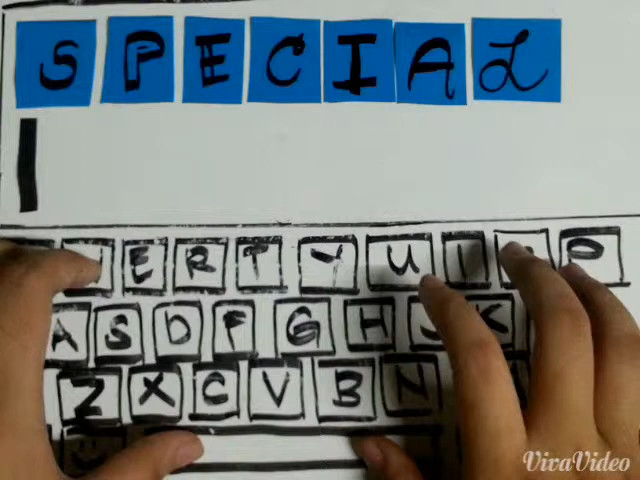 SPECIAL
E R T Y U I P
A S D F G H J K
Z X C V B N
VivaVideo